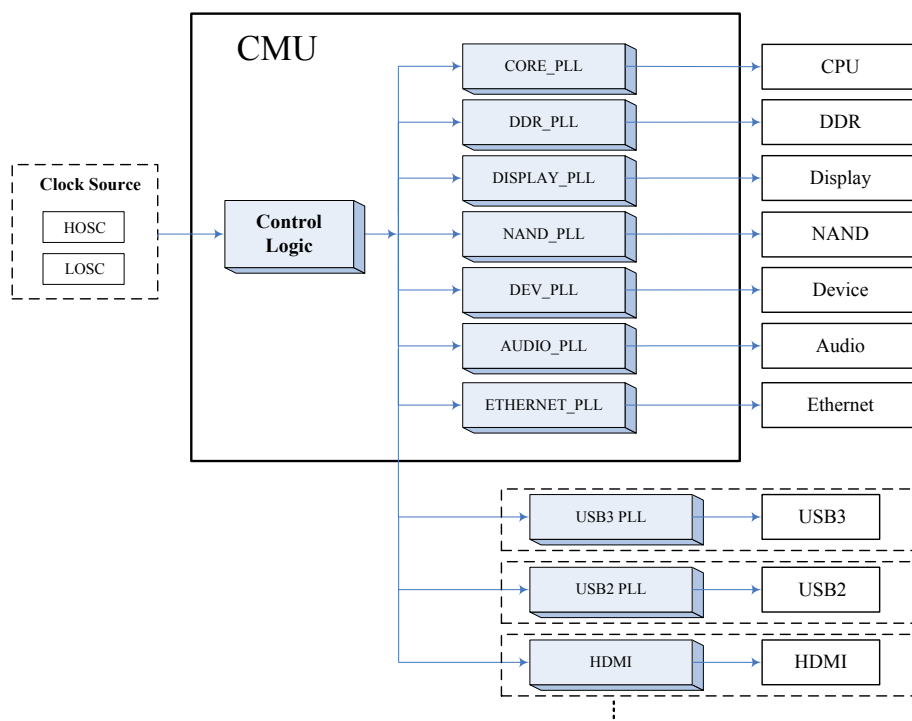 CMU
CORE_PLL
CPU
DDR_PLL
DDR
Clock Source
HOSC
LOSC
Control
Logic
DISPLAY_PLL
Display
NAND_PLL
NAND
DEV_PLL
Device
AUDIO_PLL
Audio
ETHERNET_PLL
Ethernet
USB3 PLL
USB3
USB2 PLL
USB2
HDMI
HDMI